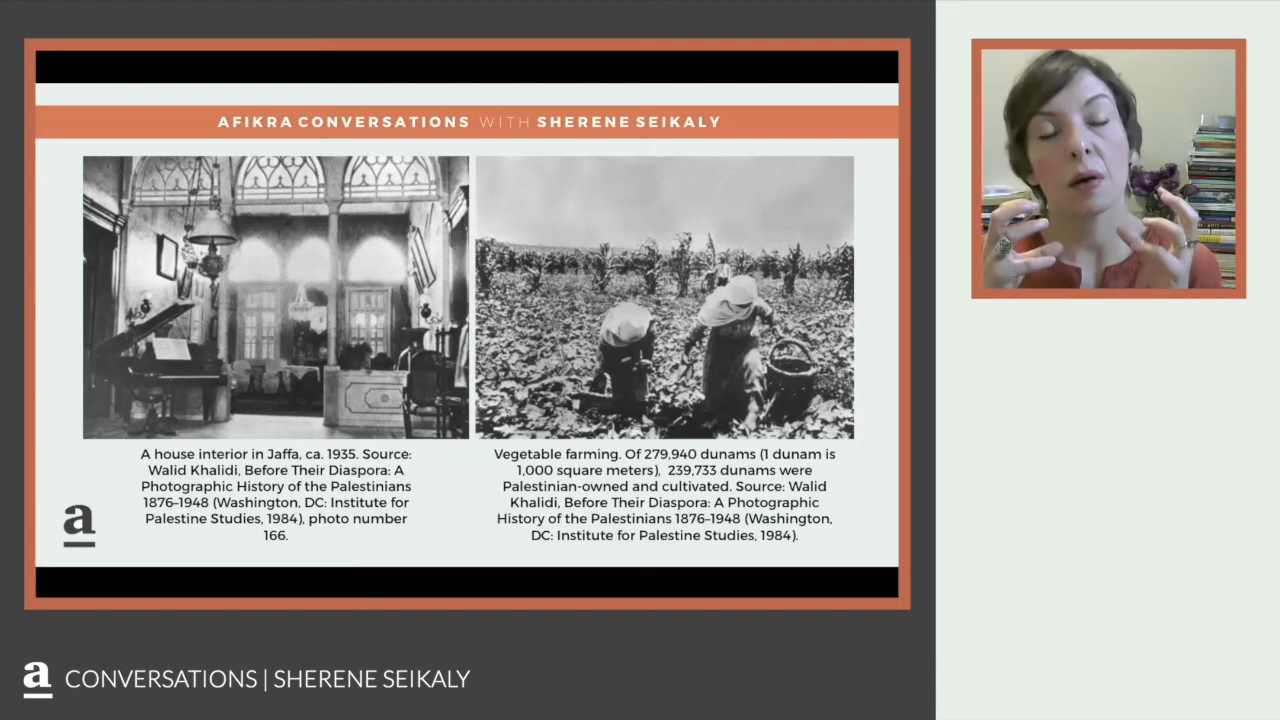 AFIKRA CONVERSATIONS WITH SHERENE SEIKALY
A house interior in Jaffa, ca. 1935. Source:
Walid Khalidi, Before Their Diaspora: A
Photographic History of the Palestinians
1876–1948 (Washington, DC: Institute for
Palestine Studies, 1984), photo number
166.
Vegetable farming. Of 279,940 dunams (1 dunam is
1,000 square meters), 239,733 dunams were
Palestinian-owned and cultivated. Source: Walid
Khalidi, Before Their Diaspora: A Photographic
History of the Palestinians 1876–1948 (Washington,
DC: Institute for Palestine Studies, 1984).
a
a CONVERSATIONS | SHERENE SEIKALY